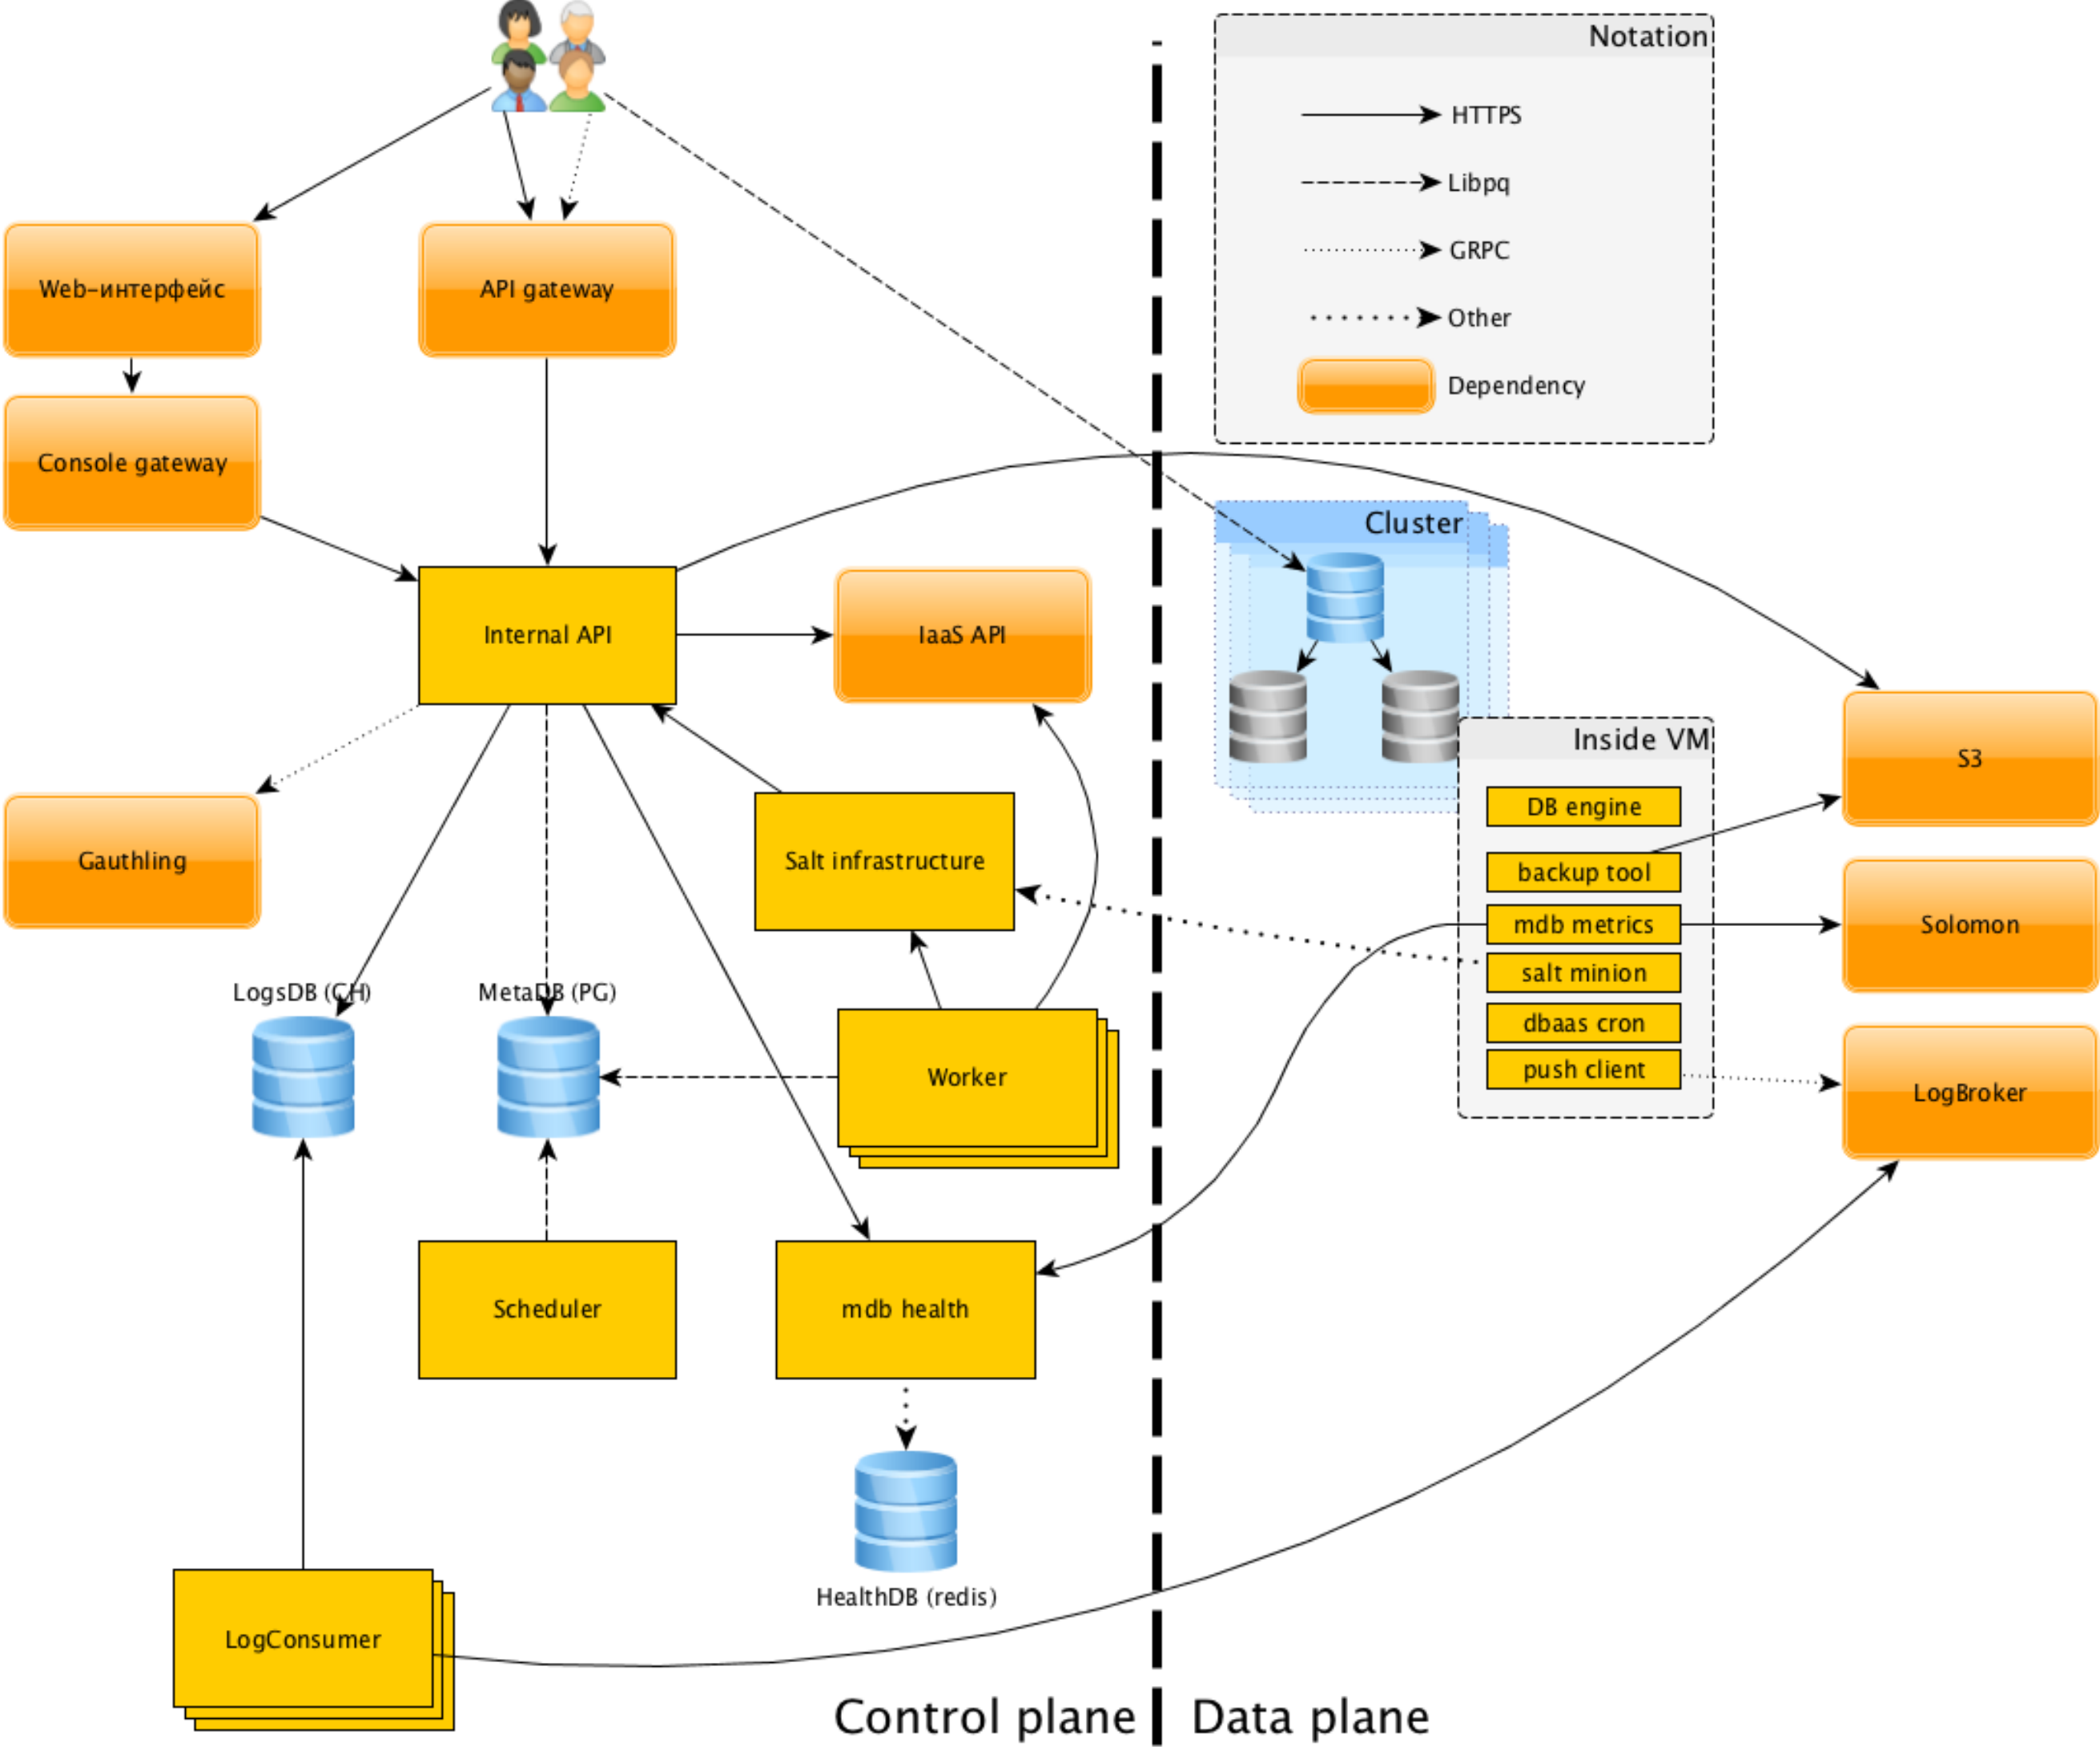 Notation
HTTPS
Libpq
GRPC
Other
Dependency
Web-интерфейс
API gateway
Console gateway
Cluster
Internal API
IaaS API
Inside VM
S3
DB engine
Gauthling
Salt infrastructure
backup tool
mdb metrics
Solomon
salt minion
LogsDB (CH)
MetaDB (PG)
dbaas cron
Worker
push client
LogBroker
Scheduler
mdb health
HealthDB (redis)
LogConsumer
Control plane
Data plane